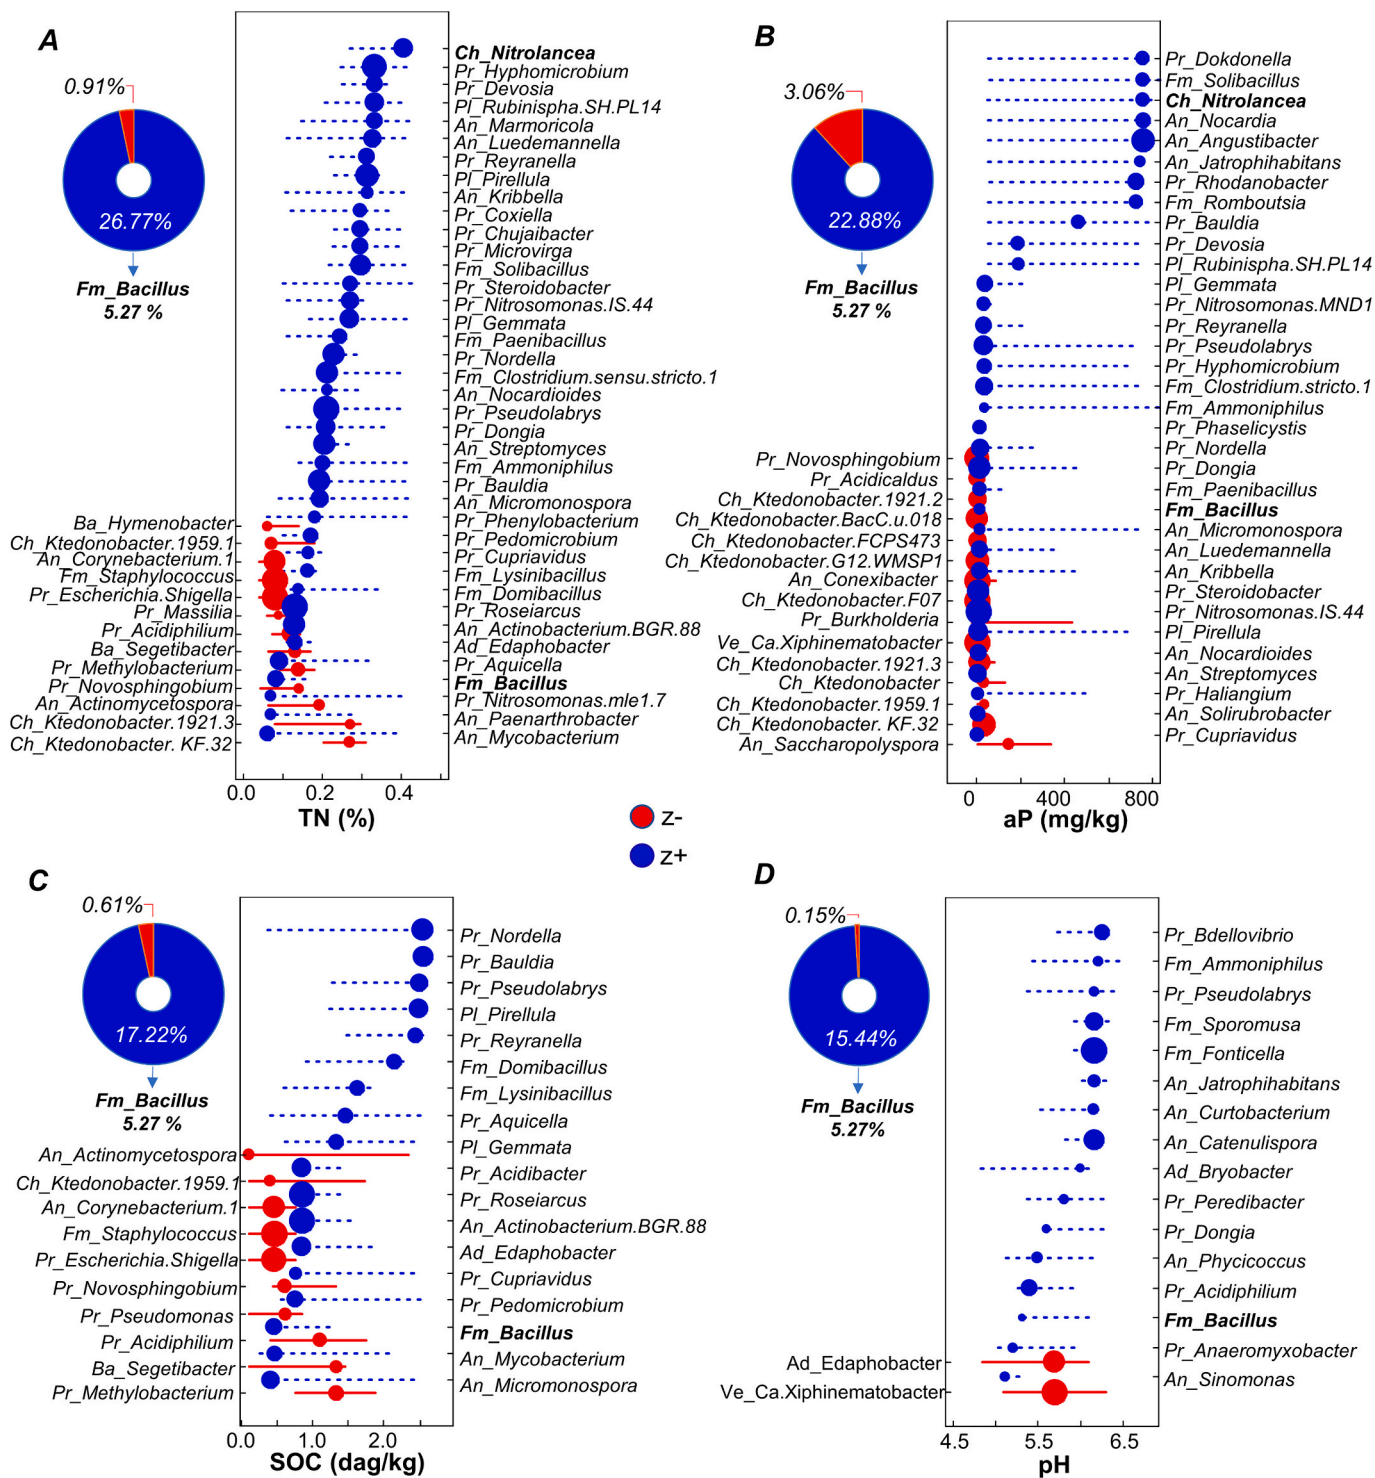 A
0.91%
26.77%
Fm_Bacillus
5.27 %
Ch_Nitrolancea
Pr_Hyphomicrobium
Pr_Devosia
Pl_Rubinispha.SH.PL14
An_Marmoricola
An_Luedemannella
Pr_Reyranella
Pl_Pirellula
An_Kribbella
Pr_Coxiella
Pr_Chujaibacter
Pr_Microvirga
Fm_Solibacillus
Pr_Steroidobacter
Pr_Nitrosomonas.IS.44
Pl_Gemmata
Fm_Paenibacillus
Pr_Nordella
Fm_Clostridium.sensu.stricto.1
An_Nocardioides
Pr_Pseudolabrys
Pr_Dongia
An_Streptomyces
Fm_Ammoniphilus
Pr_Bauldia
An_Micromonospora
Pr_Phenylobacterium
Pr_Pedomicrobium
Pr_Cupriavidus
Fm_Lysinibacillus
Fm_Domibacillus
Pr_Roseiarcus
An_Actinobacterium.BGR.88
Ad_Edaphobacter
Pr_Aquicella
Fm_Bacillus
Pr_Nitrosomonas.mle1.7
An_Paenarthrobacter
An_Mycobacterium
Ba_Hymenobacter
Ch_Ktedonobacter.1959.1
An_Corynebacterium.1
Fm_Staphylococcus
Pr_Escherichia.Shigella
Pr_Massilia
Pr_Acidiphilium
Ba_Segetibacter
Pr_Methylobacterium
Pr_Novosphingobium
An_Actinomycetospora
Ch_Ktedonobacter.1921.3
Ch_Ktedonobacter. KF.32
0.0 0.2 0.4
TN (%)
B
3.06%
22.88%
Fm_Bacillus
5.27 %
Pr_Dokdonella
Fm_Solibacillus
Ch_Nitrolancea
An_Nocardia
An_Angustibacter
An_Jatrophihabitans
Pr_Rhodanobacter
Fm_Romboutsia
Pr_Bauldia
Pr_Devosia
Pl_Rubinispha.SH.PL14
Pl_Gemmata
Pr_Nitrosomonas.MND1
Pr_Reyranella
Pr_Pseudolabrys
Pr_Hyphomicrobium
Fm_Clostridium.stricto.1
Fm_Ammoniphilus
Pr_Phaselicystis
Pr_Nordella
Pr_Dongia
Fm_Paenibacillus
Fm_Bacillus
An_Micromonospora
An_Luedemannella
An_Kribbella
Pr_Steroidobacter
Pr_Nitrosomonas.IS.44
Pl_Pirellula
An_Nocardioides
An_Streptomyces
Pr_Haliangium
An_Solirubrobacter
Pr_Cupriavidus
Pr_Novosphingobium
Pr_Acidicaldus
Ch_Ktedonobacter.1921.2
Ch_Ktedonobacter.BacC.u.018
Ch_Ktedonobacter.FCPS473
Ch_Ktedonobacter.G12.WMSP1
An_Conexibacter
Ch_Ktedonobacter.F07
Pr_Burkholderia
Ve_Ca.Xiphinematobacter
Ch_Ktedonobacter.1921.3
Ch_Ktedonobacter
Ch_Ktedonobacter.1959.1
Ch_Ktedonobacter KF.32
An_Saccharopolyspora
0 400 800
aP (mg/kg)
z-
z+
C
0.61%
17.22%
Fm_Bacillus
5.27 %
Pr_Nordella
Pr_Bauldia
Pr_Pseudolabrys
Pl_Pirellula
Pr_Reyranella
Fm_Domibacillus
Fm_Lysinibacillus
Pr_Aquicella
Pl_Gemmata
Pr_Acidibacter
Pr_Roseiarcus
An_Actinobacterium.BGR.88
Ad_Edaphobacter
Pr_Cupriavidus
Pr_Pedomicrobium
Fm_Bacillus
An_Mycobacterium
An_Micromonospora
An_Actinomycetospora
Ch_Ktedonobacter.1959.1
An_Corynebacterium.1
Fm_Staphylococcus
Pr_Escherichia.Shigella
Pr_Novosphingobium
Pr_Pseudomonas
Pr_Acidiphilium
Ba_Segetibacter
Pr_Methylobacterium
0.0 1.0 2.0
SOC (dag/kg)
D
0.15%
15.44%
Fm_Bacillus
5.27%
Pr_Bdellovibrio
Fm_Ammoniphilus
Pr_Pseudolabrys
Fm_Sporomusa
Fm_Fonticella
An_Jatrophihabitans
An_Curtobacterium
An_Catenulispora
Ad_Bryobacter
Pr_Peredibacter
Pr_Dongia
An_Phycicoccus
Pr_Acidiphilium
Fm_Bacillus
Pr_Anaeromyxobacter
An_Sinomonas
Ad_Edaphobacter
Ve_Ca.Xiphinematobacter
4.5 5.5 6.5
pH